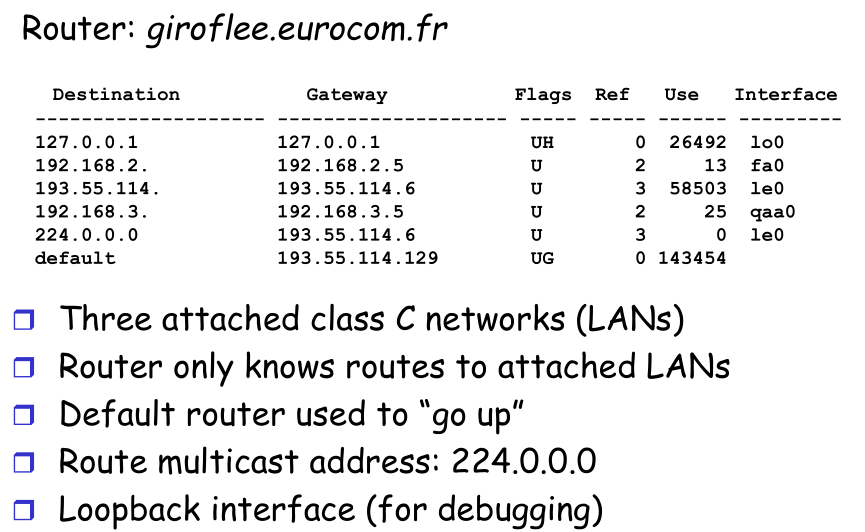 Router: giroflee.eurocom.fr
Destination Gateway Flags Ref Use Interface
-------------------- -------------------- ----- ----- ------ ---------
127.0.0.1 127.0.0.1 UH 0 26492 lo0
192.168.2. 192.168.2.5 U 2 13 fa0
193.55.114. 193.55.114.6 U 3 58503 le0
192.168.3. 192.168.3.5 U 2 25 qaa0
224.0.0.0 193.55.114.6 U 3 0 le0
default 193.55.114.129 UG 0 143454
Three attached class C networks (LANs)
Router only knows routes to attached LANs
Default router used to “go up”
Route multicast address: 224.0.0.0
Loopback interface (for debugging)